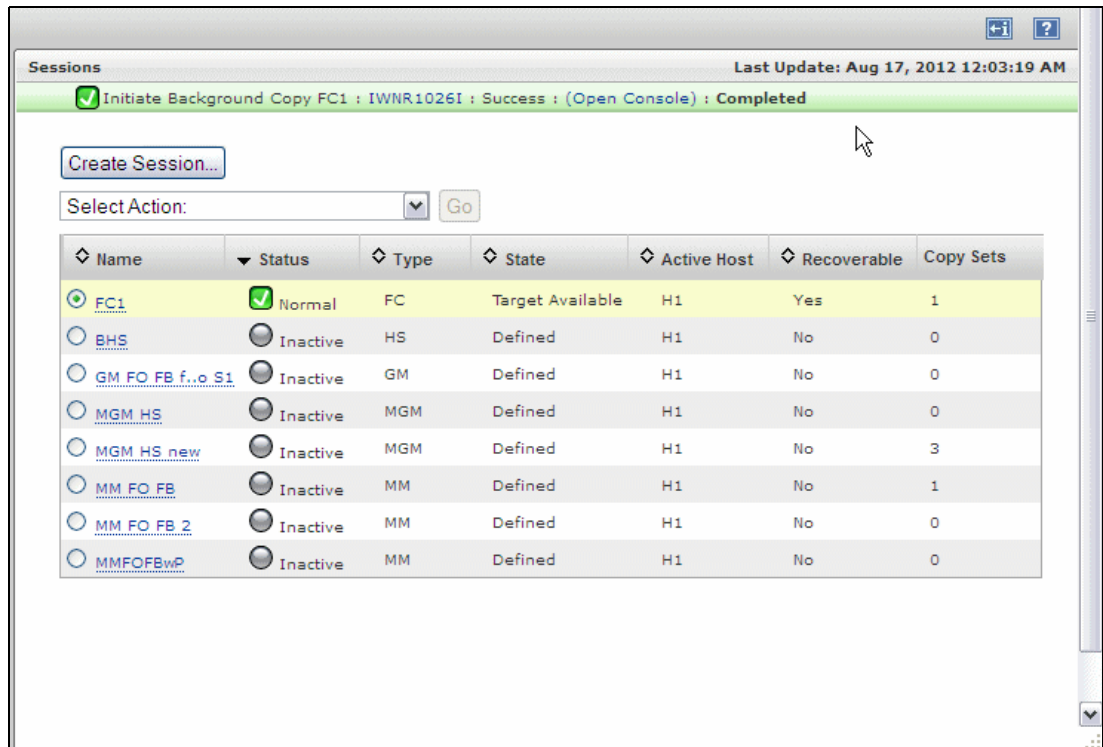 Sessions Last Update: Aug 17, 2012 12:03:19 AM
Initiate Background Copy FC1 : IWNR1026I : Success : (Open Console) : Completed
Create Session...
Select Action: Go
Name Status Type State Active Host Recoverable Copy Sets
FC1 Normal FC Target Available H1 Yes 1
BHS Inactive HS Defined H1 No 0
GM FO FB f..o S1 Inactive GM Defined H1 No 0
MGM HS Inactive MGM Defined H1 No 0
MGM HS new Inactive MGM Defined H1 No 3
MM FO FB Inactive MM Defined H1 No 1
MM FO FB 2 Inactive MM Defined H1 No 0
MMFOFBwP Inactive MM Defined H1 No 0